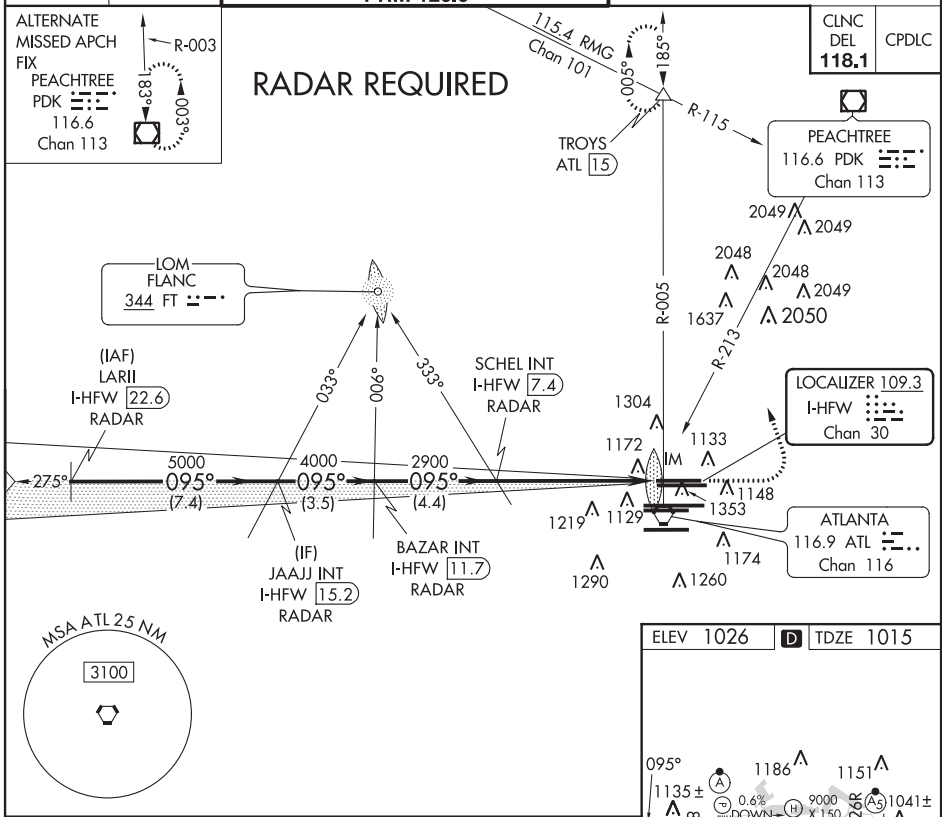 ALTERNATE
MISSED APCH
FIX
R-003
PEACHTREE
PDK
116.6
Chan 113
183°
003°
RADAR REQUIRED
115.4 RMG
Chan 101
005°
185°
TROYS
ATL 15
R-115
CLNC
DEL
118.1
CPDLC
PEACHTREE
116.6 PDK
Chan 113
2049
2049
2048
2048
2049
1637
2050
R-005
R-213
LOM
FLANC
344 FT
(IAF)
LARII
I-HFW 22.6
RADAR
033°
006°
333°
SCHEL INT
I-HFW 7.4
RADAR
LOCALIZER 109.3
I-HFW
Chan 30
1304
1172
IM
1133
275°
5000
095°
(7.4)
4000
095°
(3.5)
2900
095°
(4.4)
1148
1353
1219
1129
ATLANTA
116.9 ATL
Chan 116
1174
1290
1260
(IF)
JAAJJ INT
I-HFW 15.2
RADAR
BAZAR INT
I-HFW 11.7
RADAR
MSA ATL 25 NM
3100
ELEV 1026
D
TDZE 1015
095°
1186
1151
A
1135±
P
0.6%
DOWN
H
9000
X 150
26R
A5
1041±